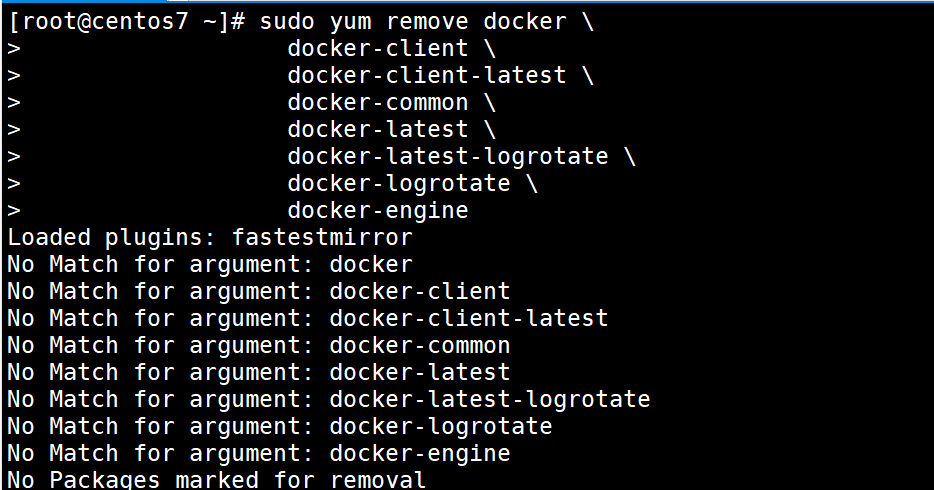 [root@centos7 ~]# sudo yum remove docker \
>                   docker-client \
>                   docker-client-latest \
>                   docker-common \
>                   docker-latest \
>                   docker-latest-logrotate \
>                   docker-logrotate \
>                   docker-engine
Loaded plugins: fastestmirror
No Match for argument: docker
No Match for argument: docker-client
No Match for argument: docker-client-latest
No Match for argument: docker-common
No Match for argument: docker-latest
No Match for argument: docker-latest-logrotate
No Match for argument: docker-logrotate
No Match for argument: docker-engine
No Packages marked for removal